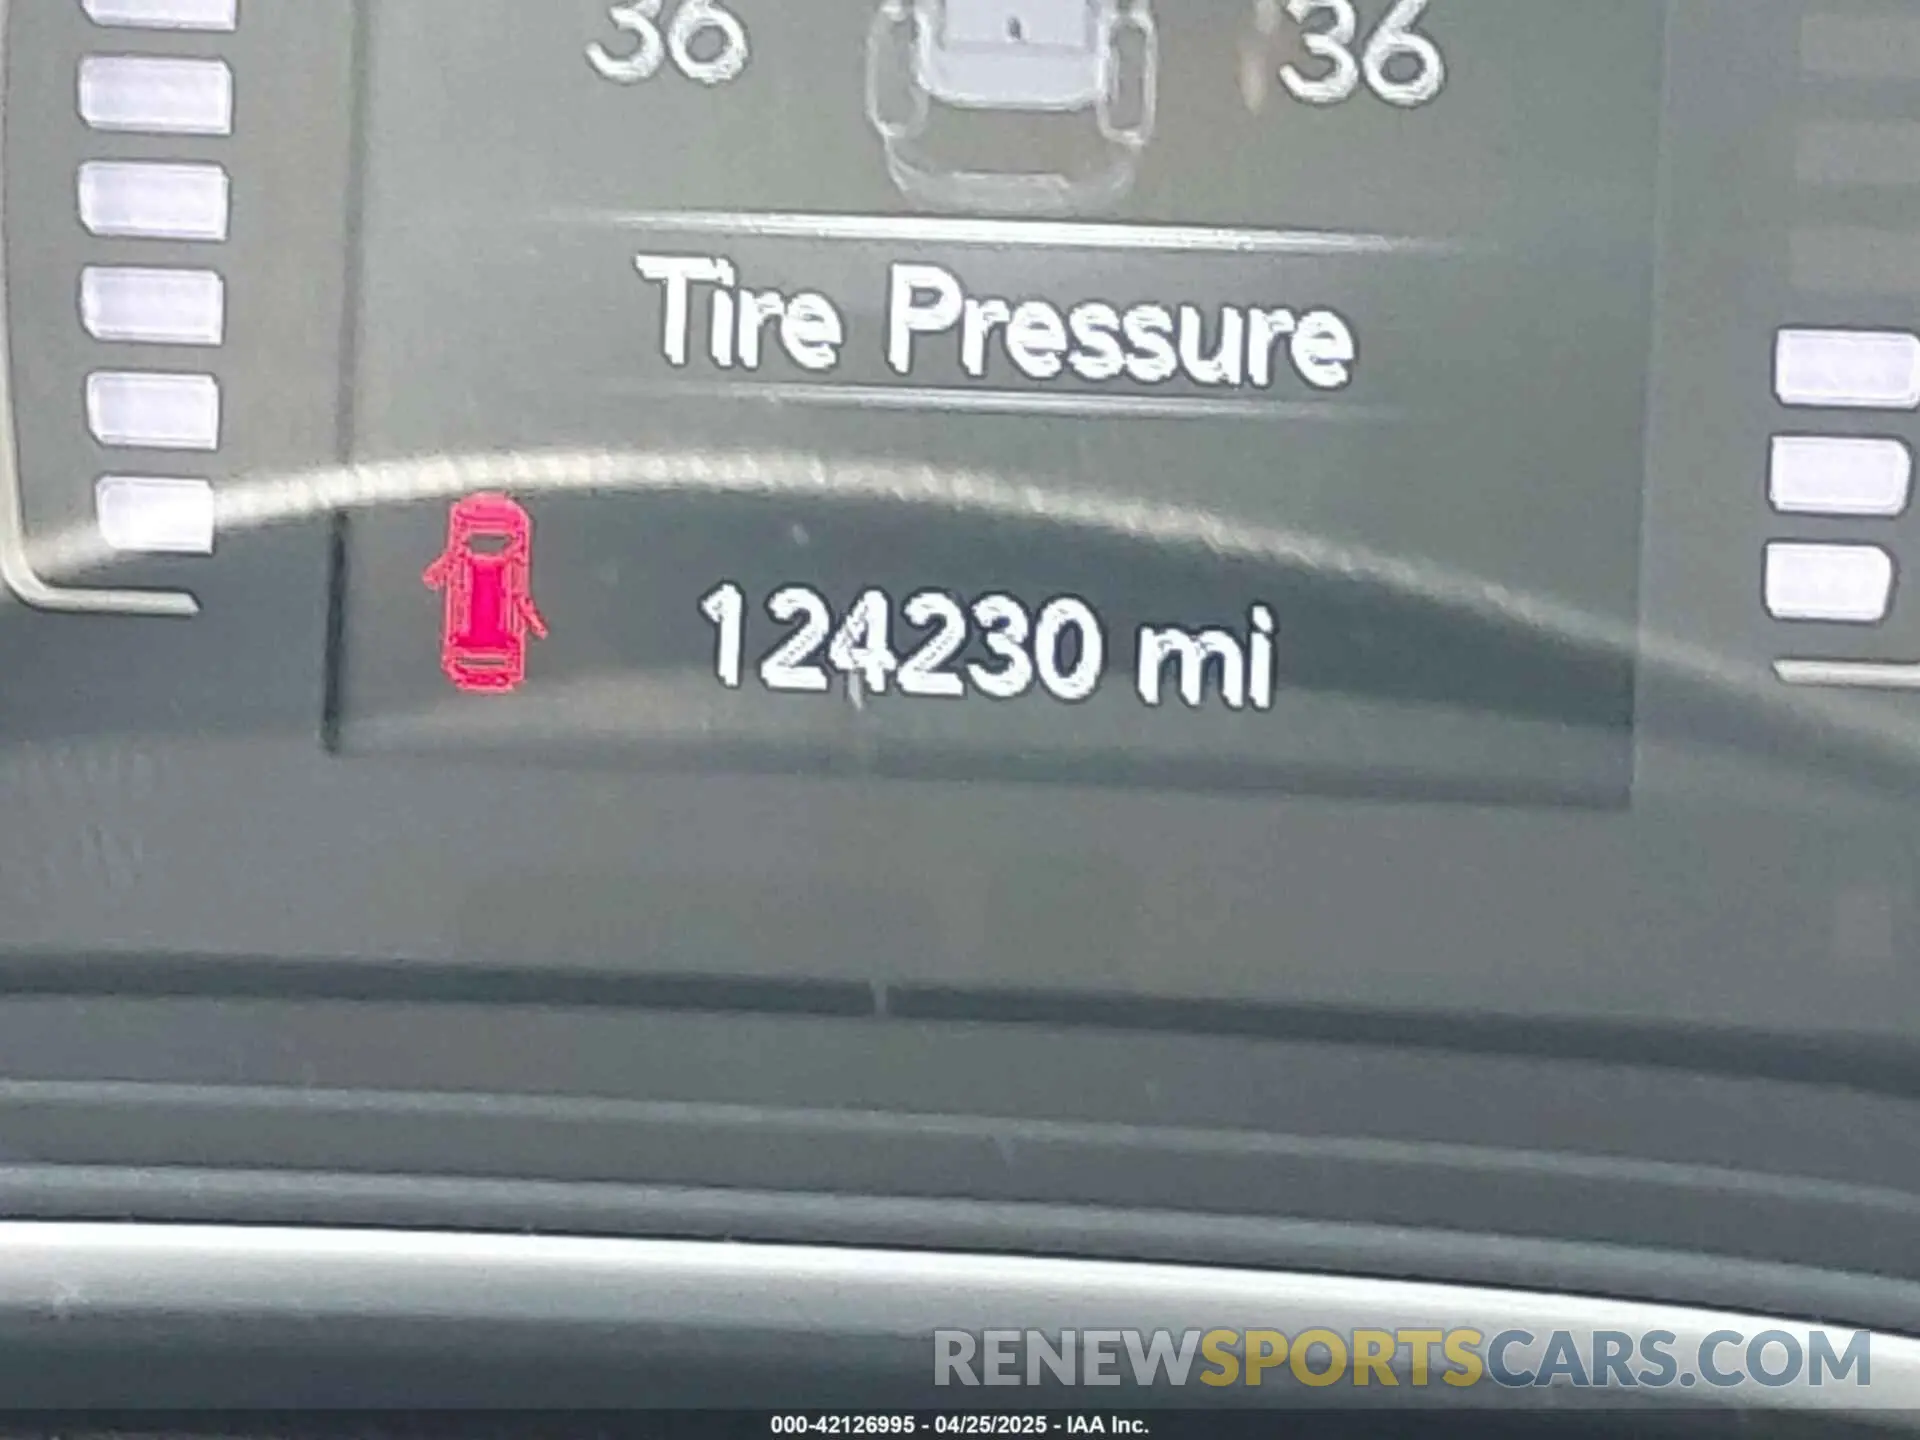 36 36
Tire Pressure
124230 mi
RENEWSPORTSCARS.COM
000-42126995 - 04/25/2025 - IAA Inc.